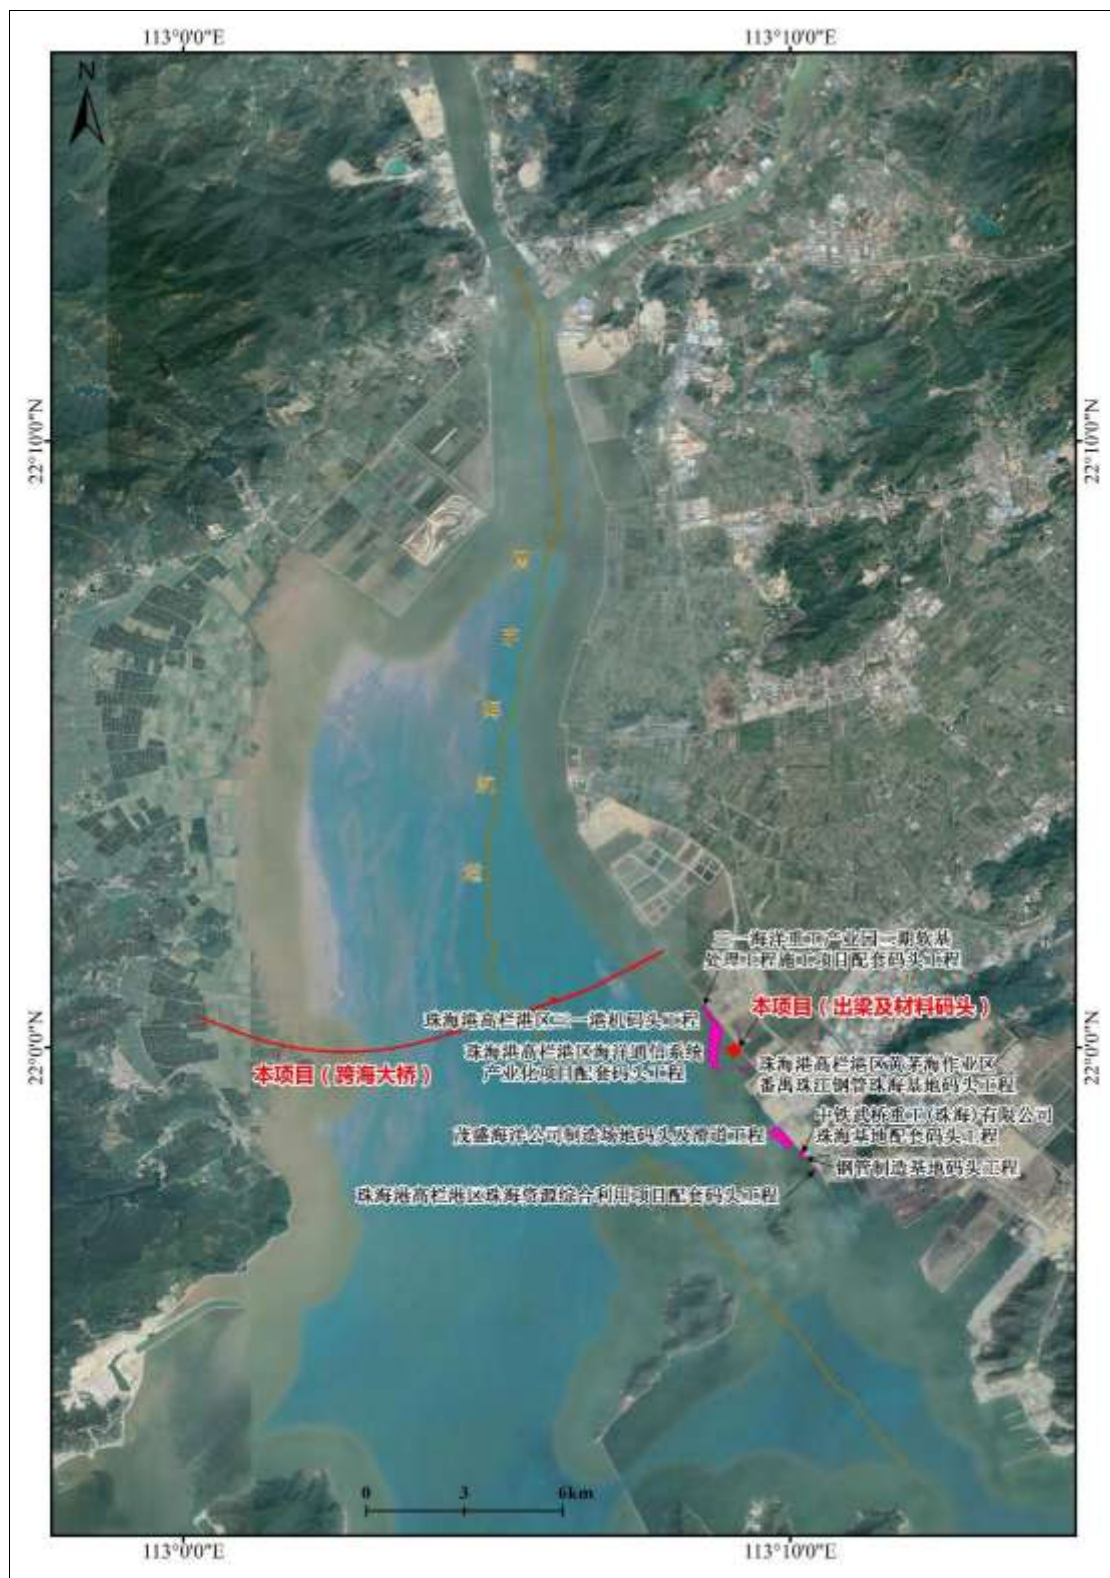 113°0'0"E
113°10'0"E
N
22°10'0"N
22°10'0"N
黄
茅
海
航
道
三一海洋重工产业园二期软基
处理工程施工项目配套码头工程
本项目（出梁及材料码头）
珠海港高栏港区三一港机码头工程
22°0'0"N
22°0'0"N
珠海港高栏港区海洋通信系统
产业化项目配套码头工程
珠海港高栏港区黄茅海作业区
番禺珠江钢管珠海基地码头工程
本项目（跨海大桥）
中铁武桥重工(珠海)有限公司
珠海基地配套码头工程
茂盛海洋公司制造场地码头及滑道工程
钢管制造基地码头工程
珠海港高栏港区珠海资源综合利用项目配套码头工程
0 3 6km
113°0'0"E
113°10'0"E